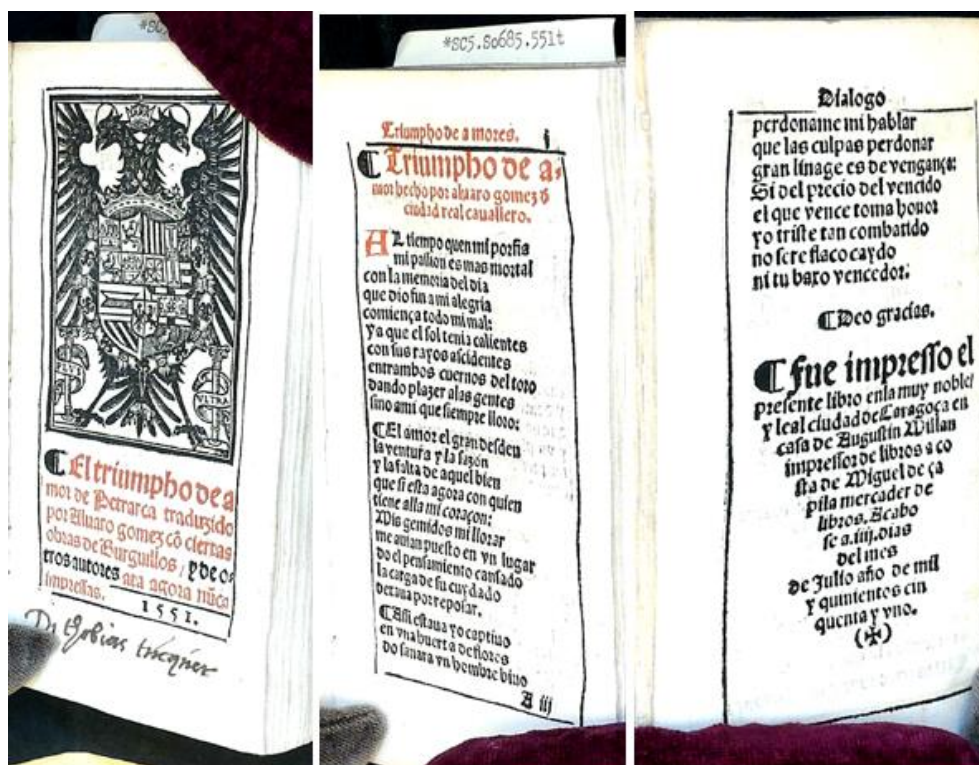 *SC5.
PLVS
VLTRA
El triumpho de a
mor de Petrarca traduzido
por Aluaro gomez cõ ciertas
obras de Burguillos, y de o-
tros autores ata agora nũca
impressas.
1551.
*SC5.So685.551t
Triumpho de amores. i
Triumpho de a-
mor hecho por aluaro gomez d̕
ciudad real cauallero.
AL tiempo quen mi porfia
mi passion es mas mortal
con la memoria del dia
que dio fin a mi alegria
comiença todo mi mal:
y a que el sol tenia calientes
con sus rayos ascidentes
entrambos cuernos del toro
dando plazer alas gentes
sino ami que siempre lloro:
El amor el gran desden
la ventura y la sazon
y la falta de aquel bien
que si esta agora con quien
tiene alla mi coraçon:
Mis gemidos mi llorar
me auian puesto en vn lugar
do el pensamiento cansado
la carga de su cuydado
dexaua por reposar.
Assi estaua yo captiuo
en vna huerta de flores
do sanara vn hombre biuo
A iij
Dialogo
perdoname mi hablar
que las culpas perdonar
gran linage es de vengança:
Si del precio del vencido
el que vence toma honor
yo triste tan combatido
no sere flaco caydo
ni tu baxo vencedor:
Deo gracias.
Fue impresso el
presente libro enla muy noble
y leal ciudad de Caragoça en
casa de Augustin Millan
impressor de libros a co
sta de Miguel de ça
pila mercader de
libros. Acabo
se a.iij.dias
del mes
de Julio año de mil
y quinientos cin
quenta y vno.
(✠)